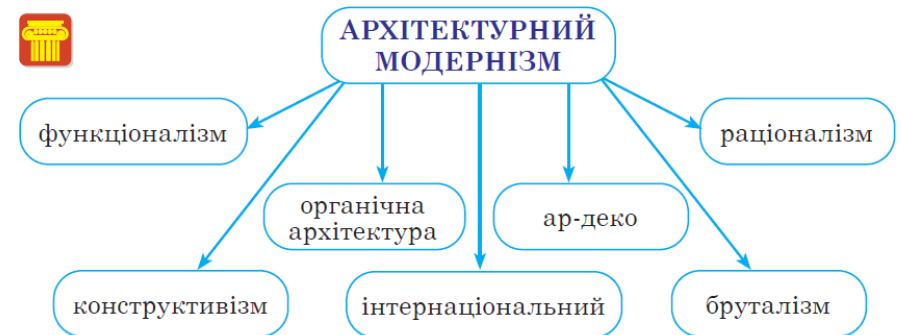 АРХІТЕКТУРНИЙ
МОДЕРНІЗМ
функціоналізм
раціоналізм
органічна
архітектура
ар-деко
конструктивізм
інтернаціональний
бруталізм